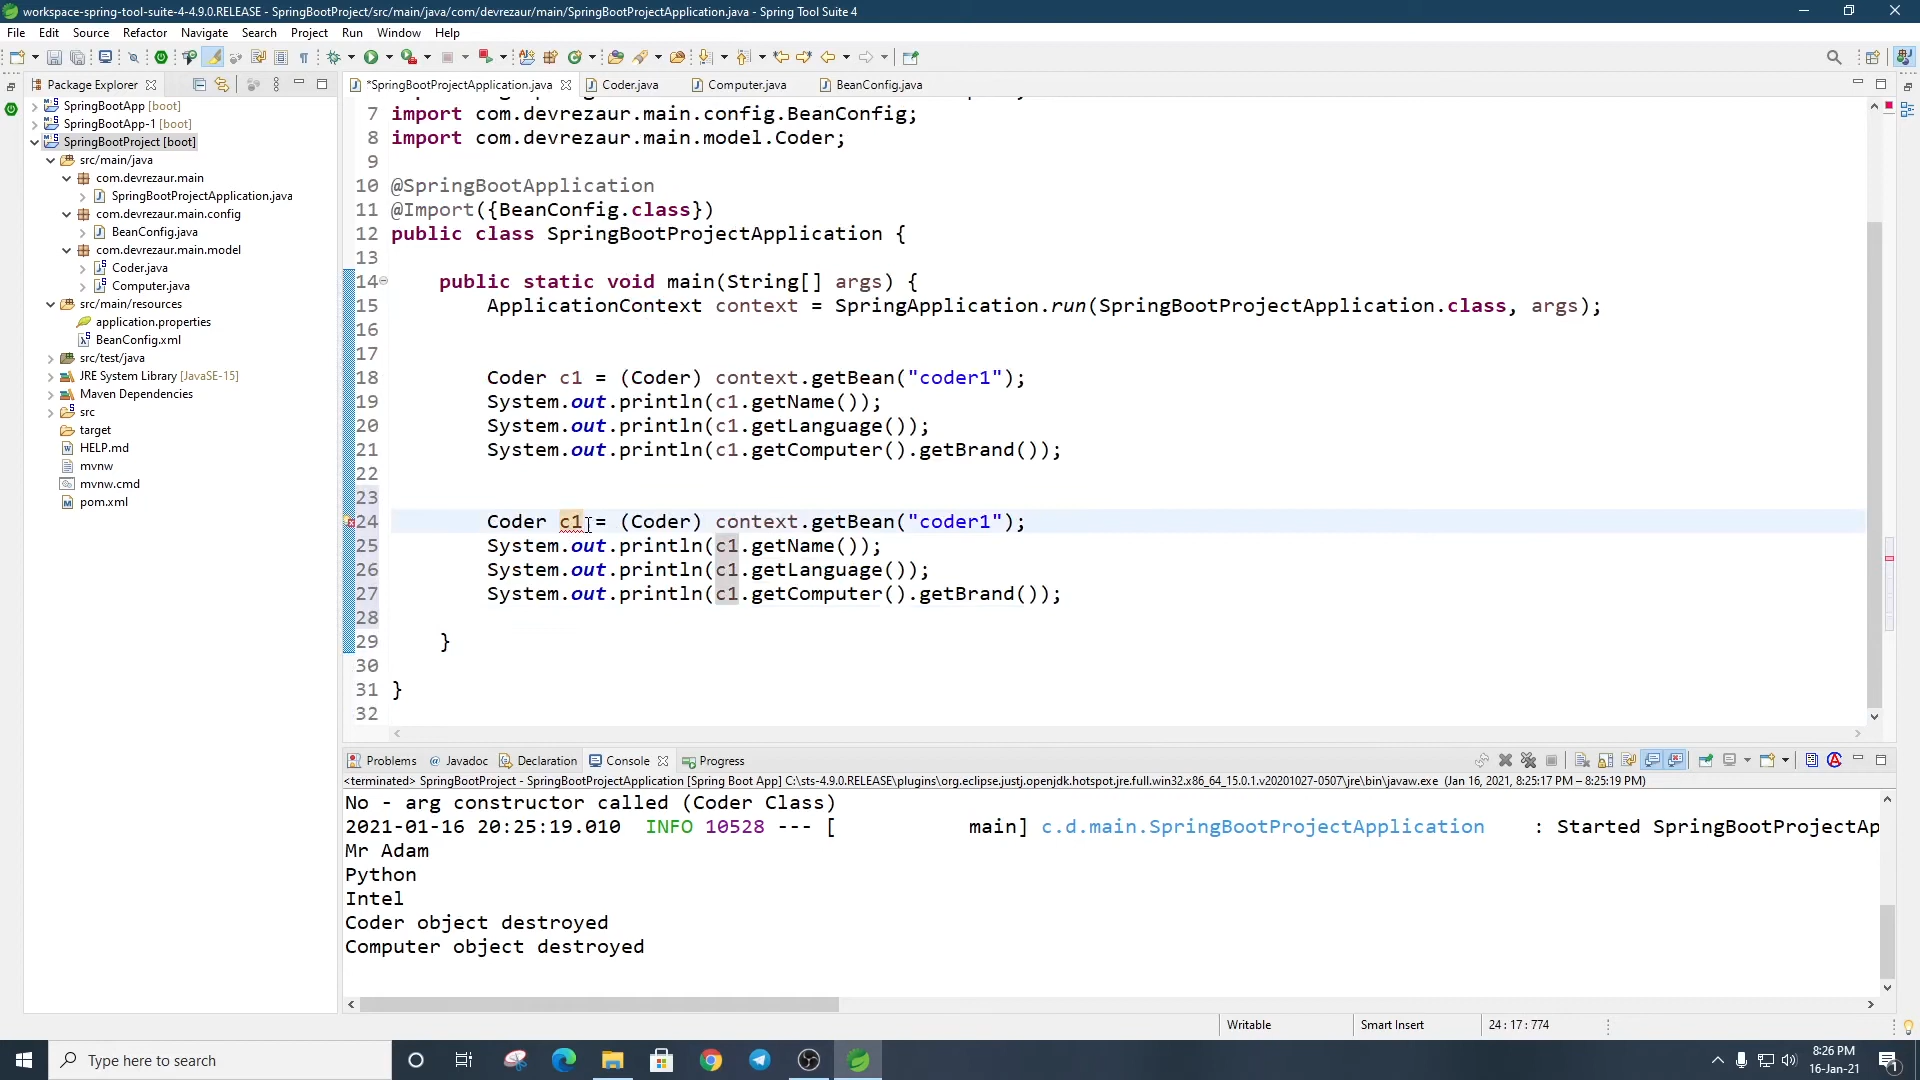 workspace-spring-tool-suite-4-4.9.0.RELEASE - SpringBootProject/src/main/java/com/devrezaur/main/SpringBootProjectApplication.java - Spring Tool Suite 4
File Edit Source Refactor Navigate Search Project Run Window Help
Package Explorer
*SpringBootProjectApplication.java Coder.java Computer.java BeanConfig.java
SpringBootApp [boot]
SpringBootApp-1 [boot]
SpringBootProject [boot]
src/main/java
com.devrezaur.main
SpringBootProjectApplication.java
com.devrezaur.main.config
BeanConfig.java
com.devrezaur.main.model
Coder.java
Computer.java
src/main/resources
application.properties
BeanConfig.xml
src/test/java
JRE System Library [JavaSE-15]
Maven Dependencies
src
target
HELP.md
mvnw
mvnw.cmd
pom.xml
7 import com.devrezaur.main.config.BeanConfig;
8 import com.devrezaur.main.model.Coder;
9
10 @SpringBootApplication
11 @Import({BeanConfig.class})
12 public class SpringBootProjectApplication {
13
14 public static void main(String[] args) {
15 ApplicationContext context = SpringApplication.run(SpringBootProjectApplication.class, args);
16
17
18 Coder c1 = (Coder) context.getBean("coder1");
19 System.out.println(c1.getName());
20 System.out.println(c1.getLanguage());
21 System.out.println(c1.getComputer().getBrand());
22
23
24 Coder c1 = (Coder) context.getBean("coder1");
25 System.out.println(c1.getName());
26 System.out.println(c1.getLanguage());
27 System.out.println(c1.getComputer().getBrand());
28
29 }
30
31 }
32
Problems @ Javadoc Declaration Console Progress
<terminated> SpringBootProject - SpringBootProjectApplication [Spring Boot App] C:\sts-4.9.0.RELEASE\plugins\org.eclipse.justj.openjdk.hotspot.jre.full.win32.x86_64_15.0.1.v20201027-0507\jre\bin\javaw.exe (Jan 16, 2021, 8:25:17 PM – 8:25:19 PM)
No - arg constructor called (Coder Class)
2021-01-16 20:25:19.010 INFO 10528 --- [ main] c.d.main.SpringBootProjectApplication : Started SpringBootProjectAp
Mr Adam
Python
Intel
Coder object destroyed
Computer object destroyed
Writable Smart Insert 24 : 17 : 774
Type here to search
8:26 PM
16-Jan-21
1